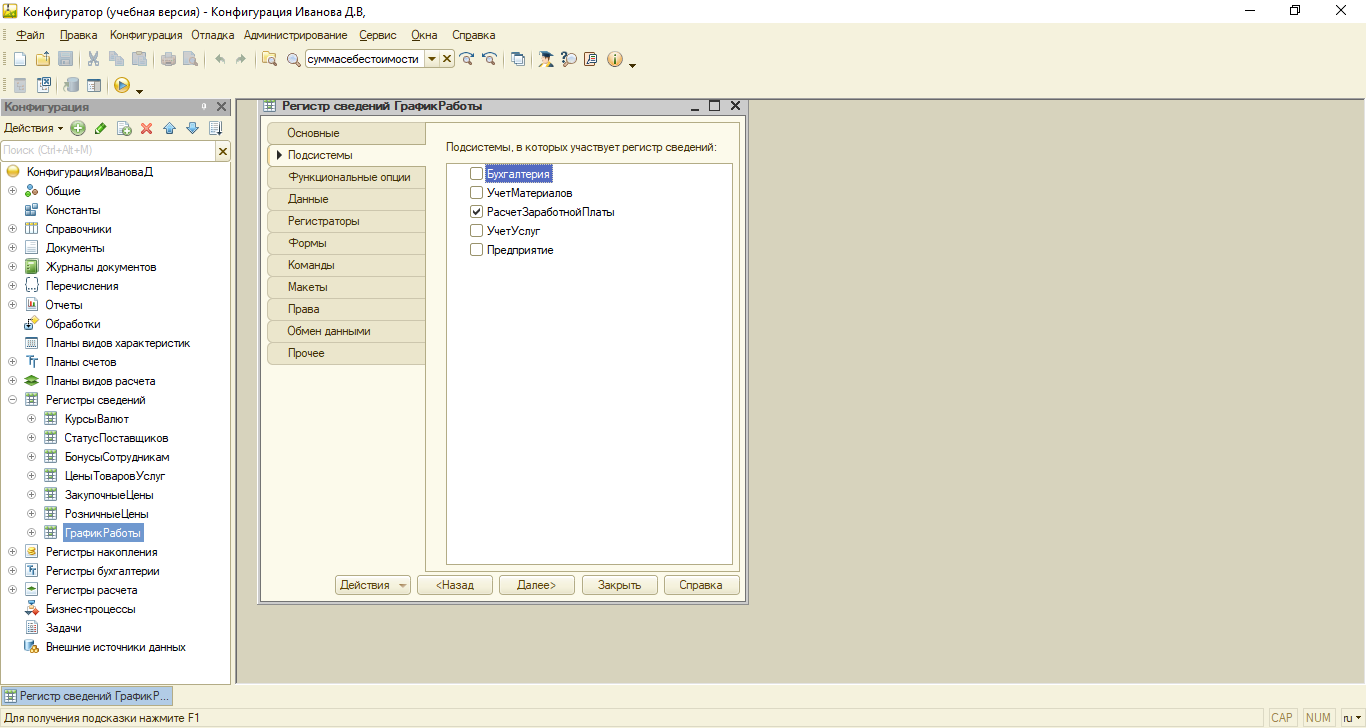 Конфигуратор (учебная версия) - Конфигурация Иванова Д.В,
Файл Правка Конфигурация Отладка Администрирование Сервис Окна Справка
суммасебестоимости
Конфигурация
Действия
Поиск (Ctrl+Alt+M)
КонфигурацияИвановаД
Общие
Константы
Справочники
Документы
Журналы документов
Перечисления
Отчеты
Обработки
Планы видов характеристик
Планы счетов
Планы видов расчета
Регистры сведений
КурсыВалют
СтатусПоставщиков
БонусыСотрудникам
ЦеныТоваровУслуг
ЗакупочныеЦены
РозничныеЦены
ГрафикРаботы
Регистры накопления
Регистры бухгалтерии
Регистры расчета
Бизнес-процессы
Задачи
Внешние источники данных
Регистр сведений ГрафикРаботы
Основные
Подсистемы
Функциональные опции
Данные
Регистраторы
Формы
Команды
Макеты
Права
Обмен данными
Прочее
Подсистемы, в которых участвует регистр сведений:
Бухгалтерия
УчетМатериалов
РасчетЗаработнойПлаты
УчетУслуг
Предприятие
Действия <Назад Далее> Закрыть Справка
Регистр сведений ГрафикР...
Для получения подсказки нажмите F1
CAP NUM ru